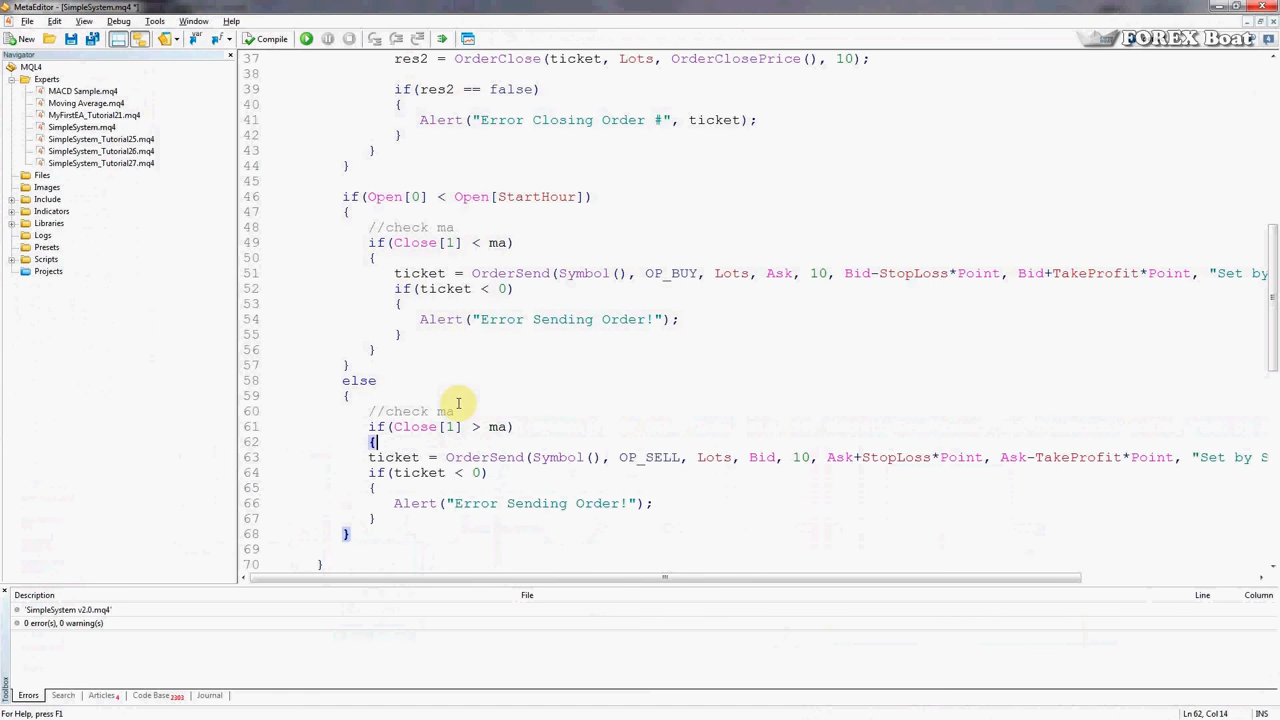 MetaEditor - [SimpleSystem.mq4 *]
File Edit View Debug Tools Window Help
New Compile
FOREX Boat
Navigator
MQL4
Experts
MACD Sample.mq4
Moving Average.mq4
MyFirstEA_Tutorial21.mq4
SimpleSystem.mq4
SimpleSystem_Tutorial25.mq4
SimpleSystem_Tutorial26.mq4
SimpleSystem_Tutorial27.mq4
Files
Images
Include
Indicators
Libraries
Logs
Presets
Scripts
Projects
37 res2 = OrderClose(ticket, Lots, OrderClosePrice(), 10);
38
39 if(res2 == false)
40 {
41 Alert("Error Closing Order #", ticket);
42 }
43 }
44 }
45
46 if(Open[0] < Open[StartHour])
47 {
48 //check ma
49 if(Close[1] < ma)
50 {
51 ticket = OrderSend(Symbol(), OP_BUY, Lots, Ask, 10, Bid-StopLoss*Point, Bid+TakeProfit*Point, "Set by
52 if(ticket < 0)
53 {
54 Alert("Error Sending Order!");
55 }
56 }
57 }
58 else
59 {
60 //check ma
61 if(Close[1] > ma)
62 {
63 ticket = OrderSend(Symbol(), OP_SELL, Lots, Bid, 10, Ask+StopLoss*Point, Ask-TakeProfit*Point, "Set by S
64 if(ticket < 0)
65 {
66 Alert("Error Sending Order!");
67 }
68 }
69
70 }
Description File Line Column
'SimpleSystem v2.0.mq4'
0 error(s), 0 warning(s)
Toolbox
Errors Search Articles 4 Code Base 2303 Journal
For Help, press F1 Ln 62, Col 14 INS